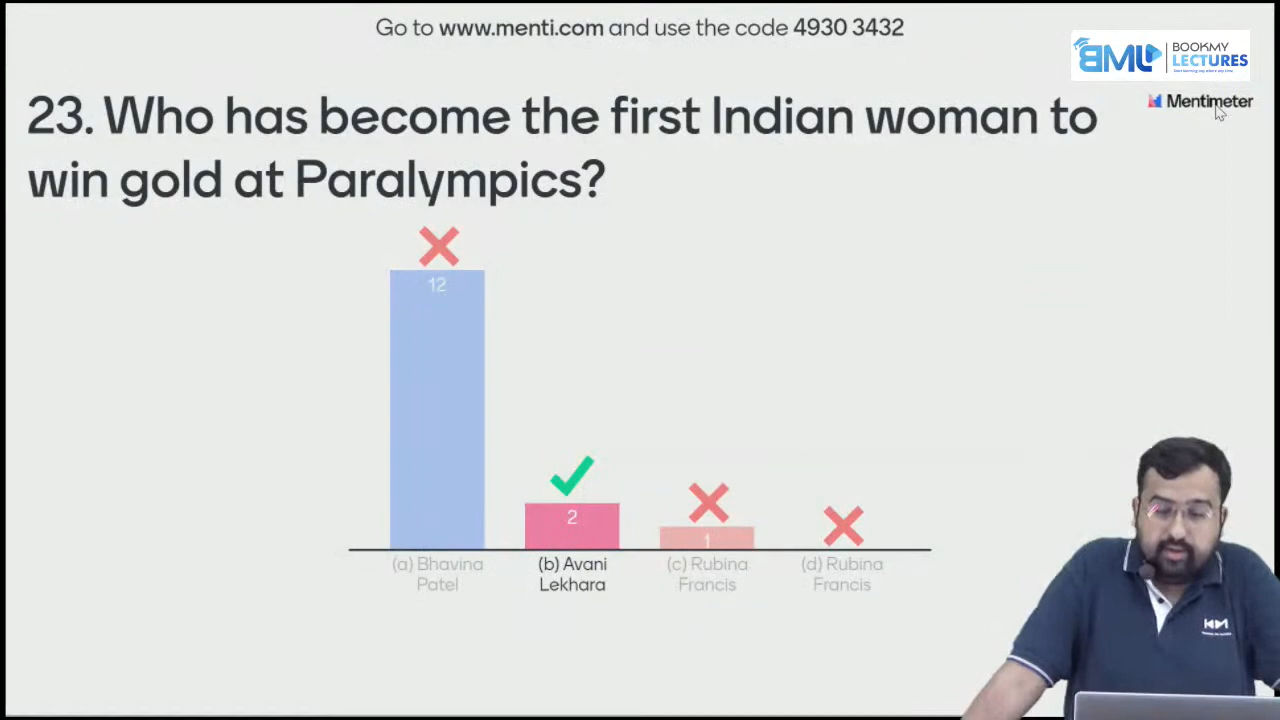 Go to www.menti.com and use the code 4930 3432
BML
BOOKMY
LECTURES
Mentimeter
23. Who has become the first Indian woman to
win gold at Paralympics?
12
2
1
(a) Bhavina
Patel
(b) Avani
Lekhara
(c) Rubina
Francis
(d) Rubina
Francis